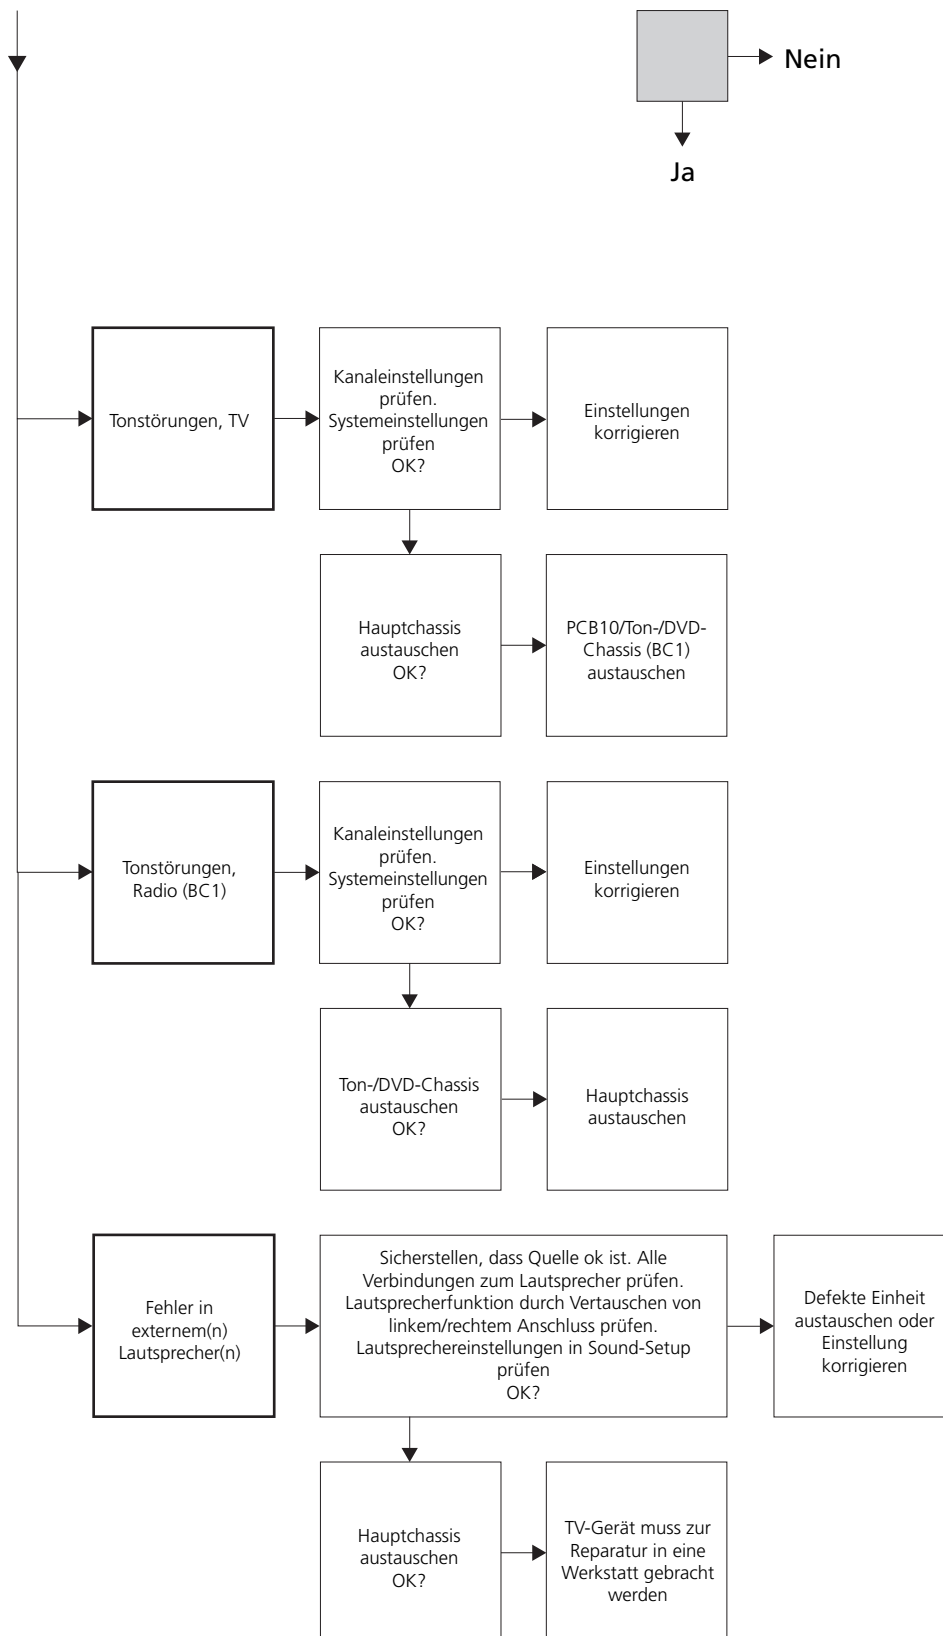 Nein
Ja
Tonstörungen, TV
Kanaleinstellungen
prüfen.
Systemeinstellungen
prüfen
OK?
Einstellungen
korrigieren
Hauptchassis
austauschen
OK?
PCB10/Ton-/DVD-
Chassis (BC1)
austauschen
Tonstörungen,
Radio (BC1)
Kanaleinstellungen
prüfen.
Systemeinstellungen
prüfen
OK?
Einstellungen
korrigieren
Ton-/DVD-Chassis
austauschen
OK?
Hauptchassis
austauschen
Fehler in
externem(n)
Lautsprecher(n)
Sicherstellen, dass Quelle ok ist. Alle
Verbindungen zum Lautsprecher prüfen.
Lautsprecherfunktion durch Vertauschen von
linkem/rechtem Anschluss prüfen.
Lautsprechereinstellungen in Sound-Setup
prüfen
OK?
Defekte Einheit
austauschen oder
Einstellung
korrigieren
Hauptchassis
austauschen
OK?
TV-Gerät muss zur
Reparatur in eine
Werkstatt gebracht
werden